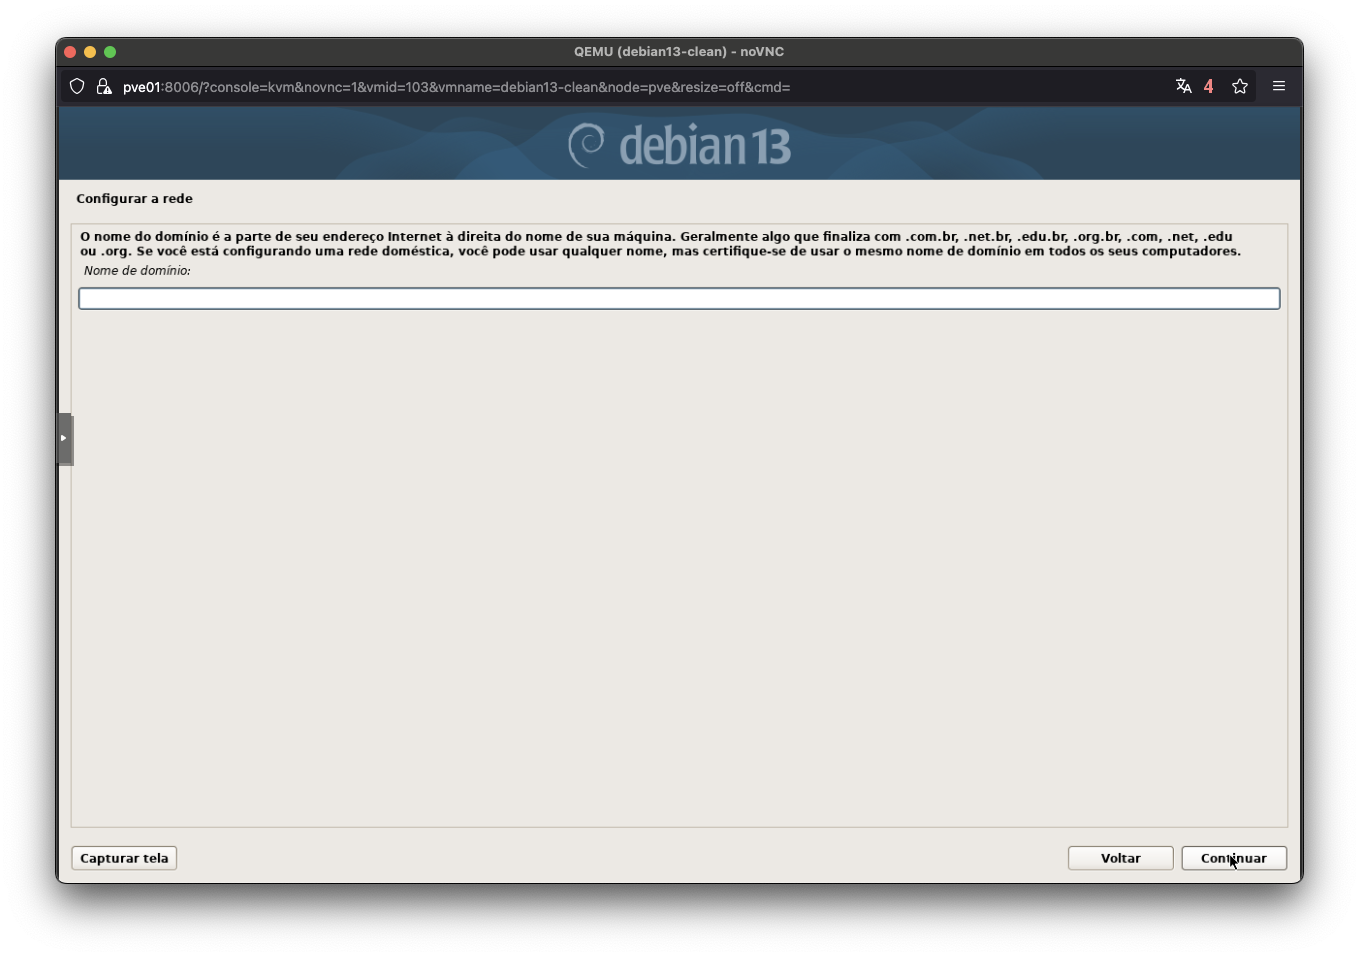 QEMU (debian13-clean) - noVNC
pve01:8006/?console=kvm&novnc=1&vmid=103&vmname=debian13-clean&node=pve&resize=off&cmd=
4
debian 13
Configurar a rede
O nome do domínio é a parte de seu endereço Internet à direita do nome de sua máquina. Geralmente algo que finaliza com .com.br, .net.br, .edu.br, .org.br, .com, .net, .edu
ou .org. Se você está configurando uma rede doméstica, você pode usar qualquer nome, mas certifique-se de usar o mesmo nome de domínio em todos os seus computadores.
Nome de domínio:
Capturar tela
Voltar
Continuar